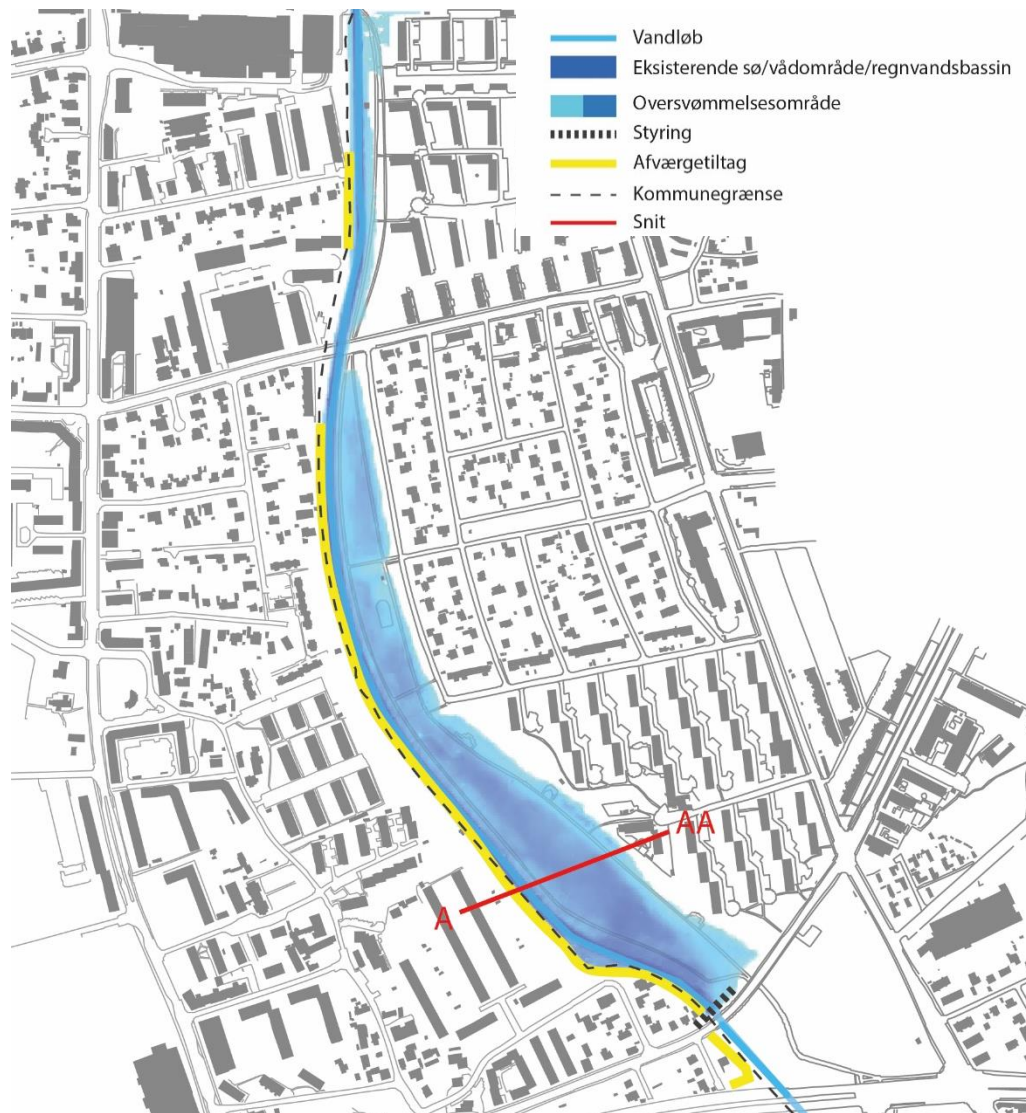 Vandløb
Eksisterende sø/vådområde/regnvandsbassin
Oversvømmelsesområde
Styring
Afværgetiltag
Kommunegrænse
Snit
AA
A